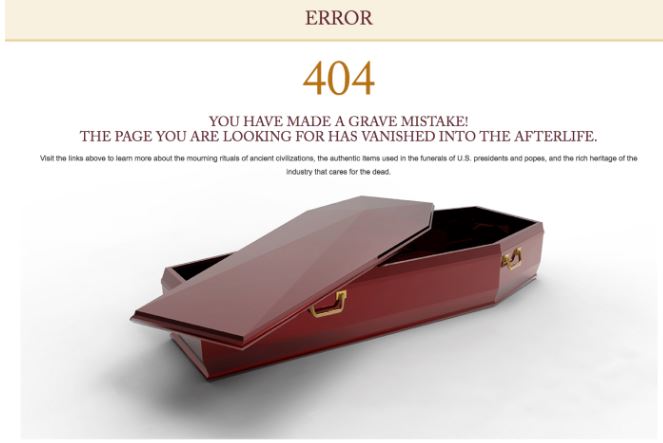 ERROR
404
YOU HAVE MADE A GRAVE MISTAKE!
THE PAGE YOU ARE LOOKING FOR HAS VANISHED INTO THE AFTERLIFE.
Visit the links above to learn more about the mourning rituals of ancient civilizations, the authentic items used in the funerals of U.S. presidents and popes, and the rich heritage of the
industry that cares for the dead.